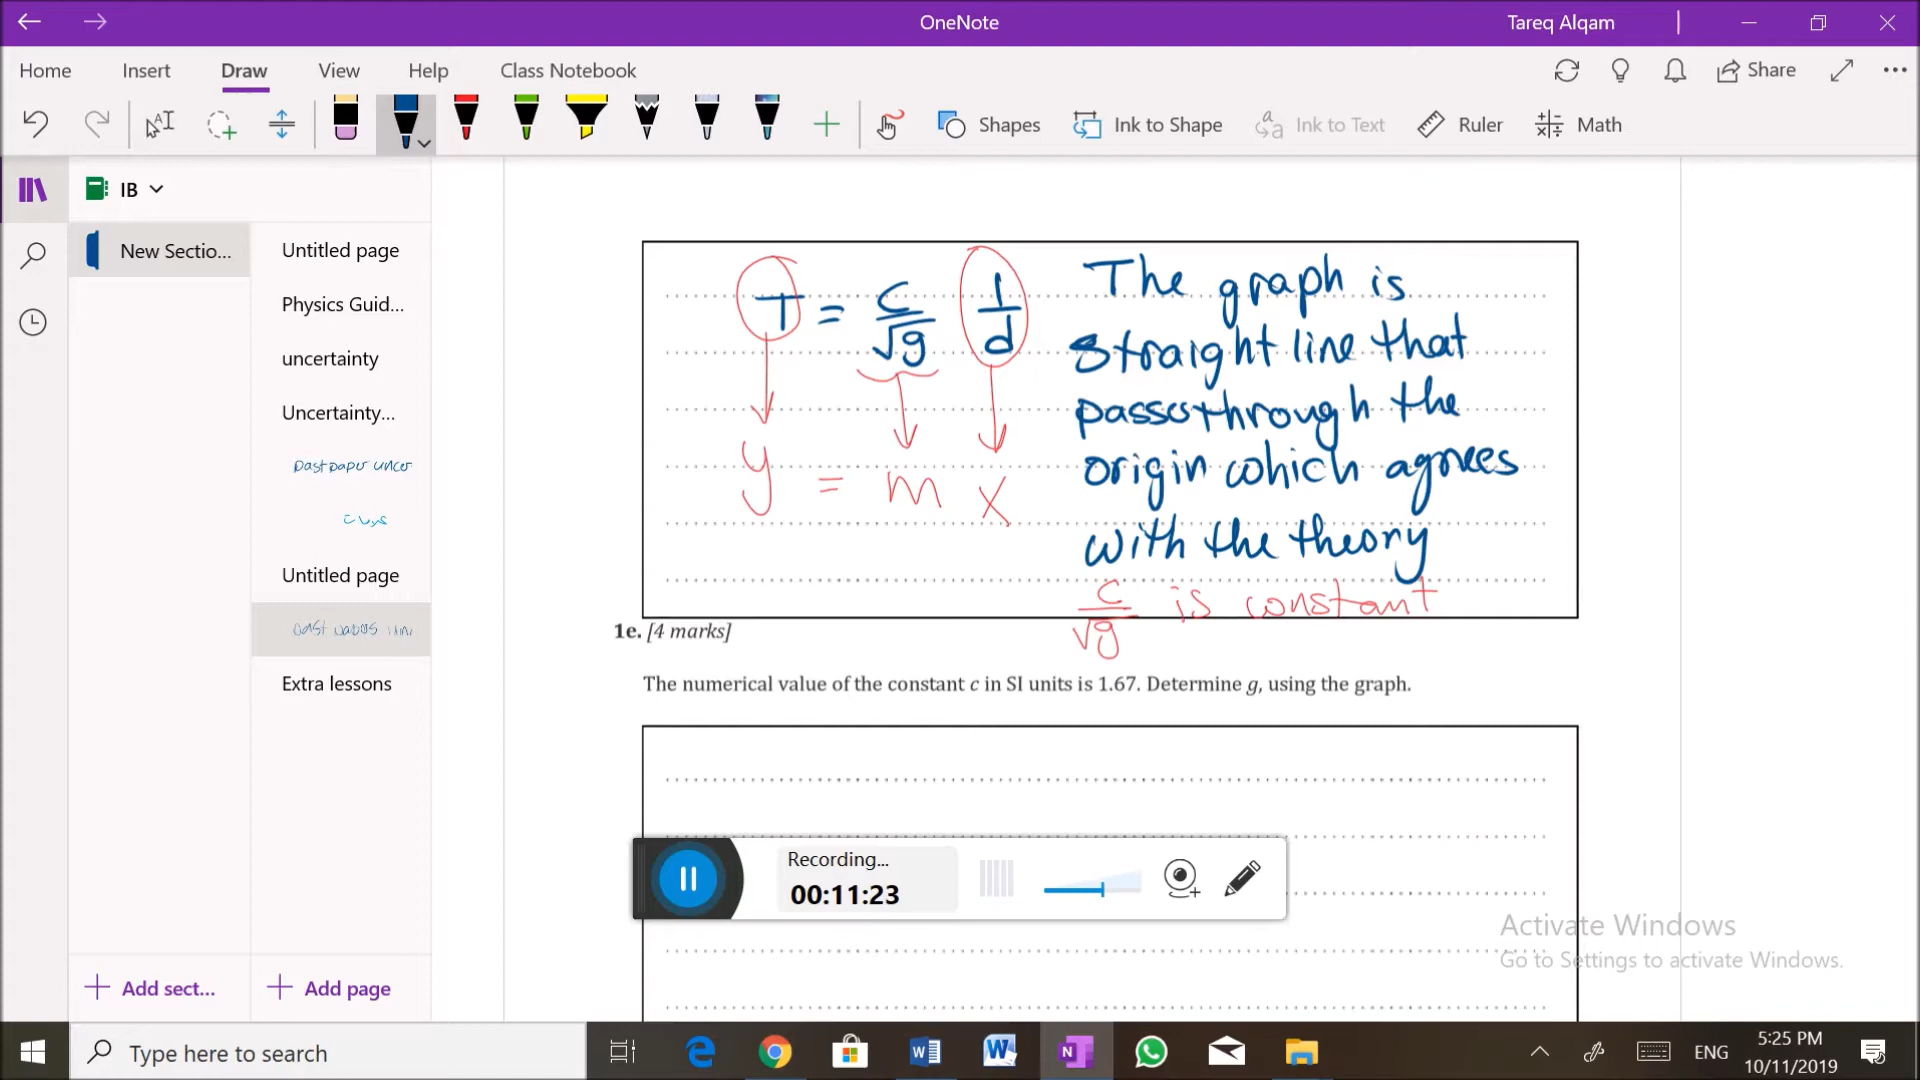 OneNote
Tareq Alqam
Home Insert Draw View Help Class Notebook
Share
Shapes Ink to Shape Ink to Text Ruler Math
IB
New Sectio...
Untitled page
Physics Guid...
uncertainty
Uncertainty...
past paper uncer
Untitled page
Extra lessons
Add sect...
Add page
T = c/√g 1/d
y = m x
The graph is
straight line that
passes through the
origin which agrees
with the theory
c/√g is constant
1e. [4 marks]
The numerical value of the constant c in SI units is 1.67. Determine g, using the graph.
Recording...
00:11:23
Activate Windows
Go to Settings to activate Windows.
Type here to search
ENG
5:25 PM
10/11/2019